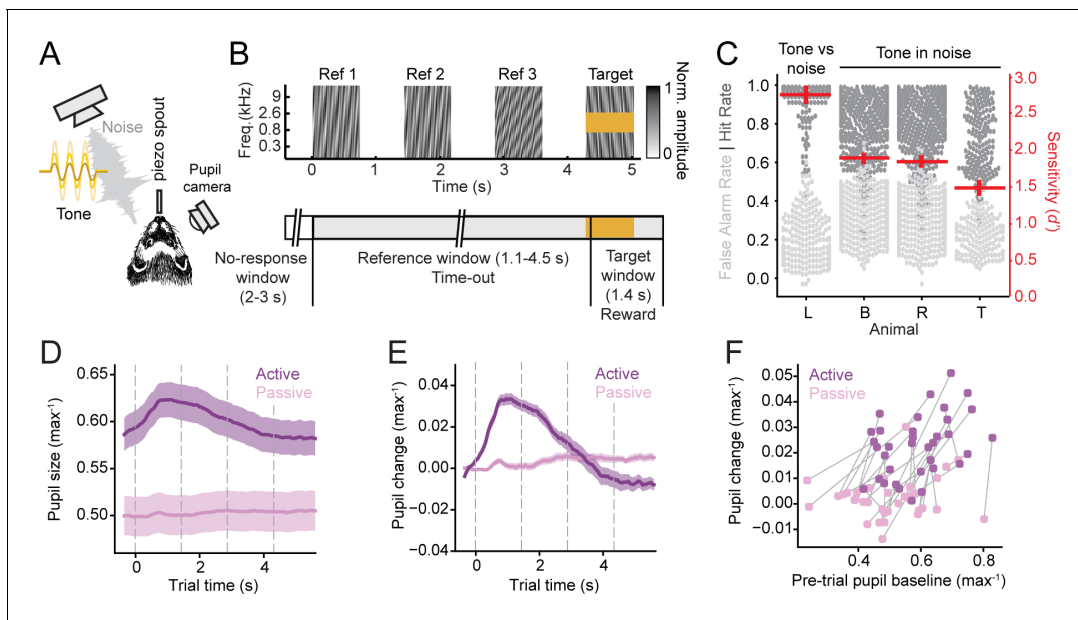 A
Noise
Tone
piezo spout
Pupil
camera
B
Ref 1
Ref 2
Ref 3
Target
Freq.(kHz)
9
2.6
0.8
0.3
0
1
2
3
4
5
Time (s)
1
0
Norm. amplitude
No-response
window
(2-3 s)
Reference window (1.1-4.5 s)
Time-out
Target
window
(1.4 s)
Reward
C
Tone vs
noise
Tone in noise
False Alarm Rate | Hit Rate
1.0
0.8
0.6
0.4
0.2
0.0
3.0
2.5
2.0
1.5
1.0
0.5
0.0
Sensitivity (d')
L
B
R
T
Animal
D
Active
Passive
Pupil size (max⁻¹)
0.65
0.60
0.55
0.50
0
2
4
Trial time (s)
E
Active
Passive
Pupil change (max⁻¹)
0.04
0.02
0.00
−0.02
−0.04
0
2
4
Trial time (s)
F
Active
Passive
Pupil change (max⁻¹)
0.05
0.04
0.03
0.02
0.01
0.00
−0.01
0.4
0.6
0.8
Pre-trial pupil baseline (max⁻¹)